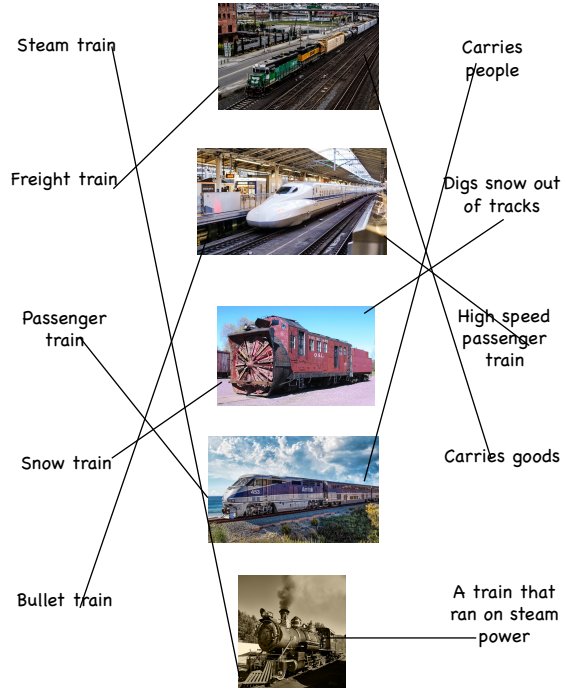 Steam train
Carries
people
Freight train
Digs snow out
of tracks
Passenger
train
High speed
passenger
train
Snow train
Carries goods
Bullet train
A train that
ran on steam
power